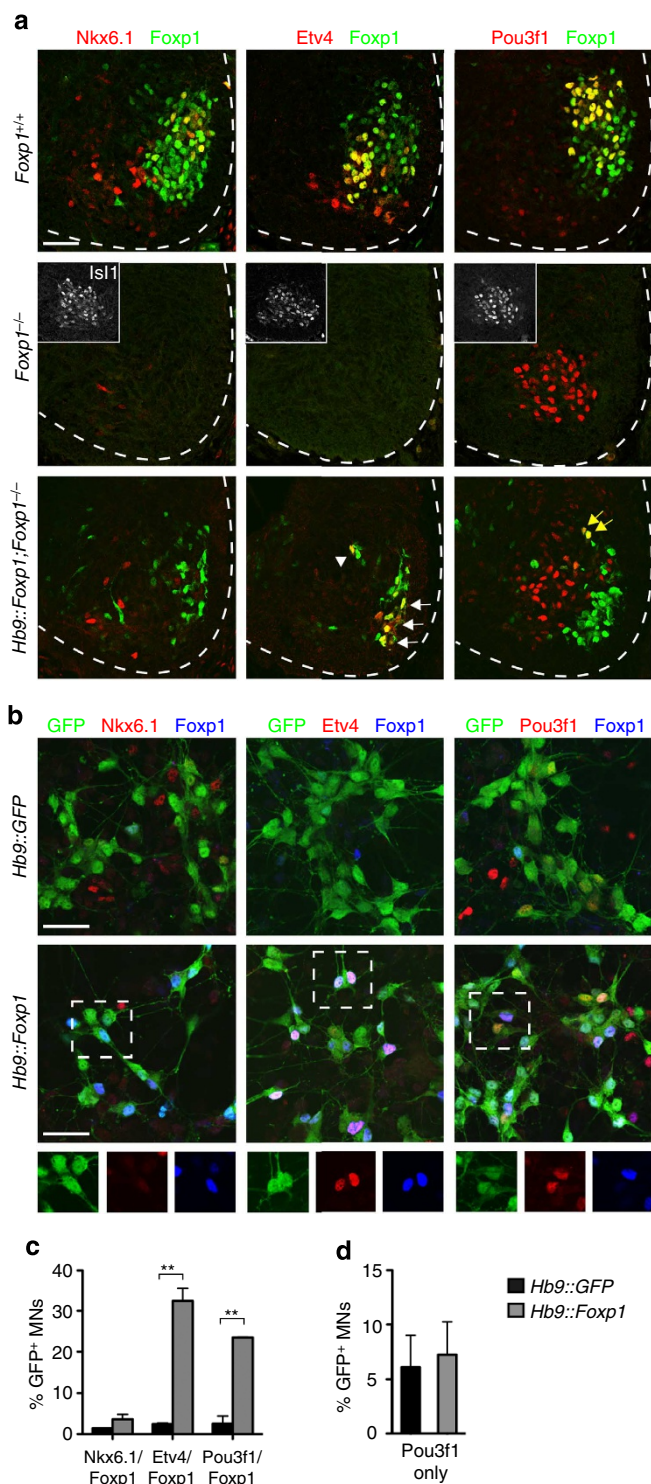 a
Nkx6.1 Foxp1
Etv4 Foxp1
Pou3f1 Foxp1
Foxp1+/+
Isl1
Foxp1–/–
Hb9::Foxp1;Foxp1–/–
b
GFP Nkx6.1 Foxp1
GFP Etv4 Foxp1
GFP Pou3f1 Foxp1
Hb9::GFP
Hb9::Foxp1
c
% GFP+ MNs
40
30
20
10
0
**
**
Nkx6.1/
Foxp1
Etv4/
Foxp1
Pou3f1/
Foxp1
d
% GFP+ MNs
15
10
5
0
Pou3f1
only
Hb9::GFP
Hb9::Foxp1